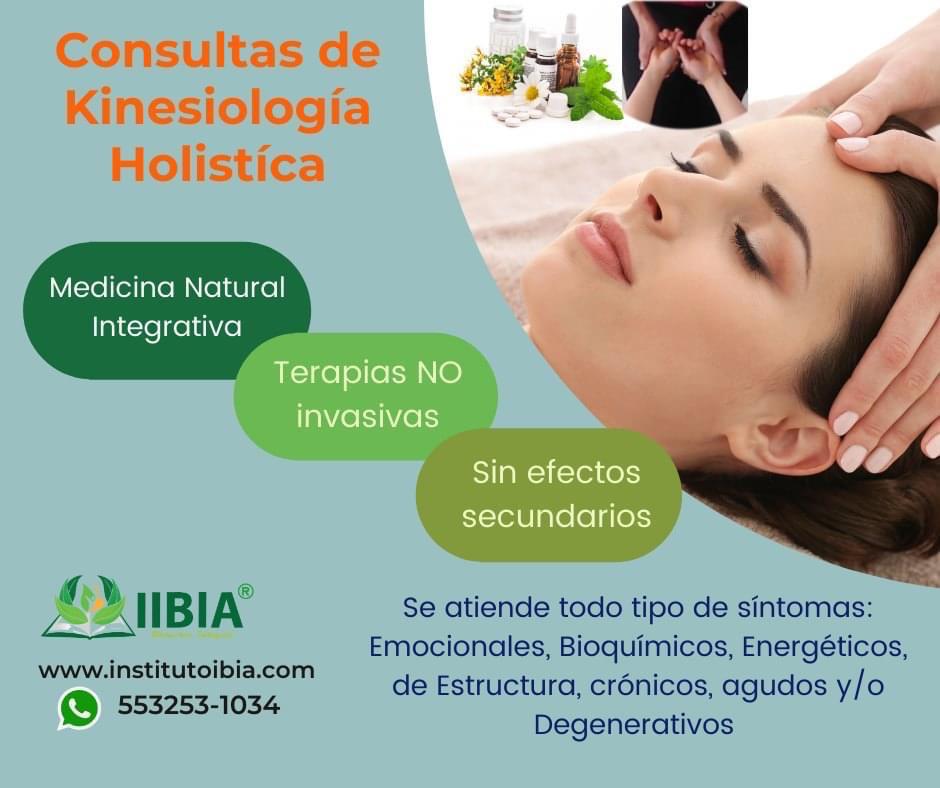 Consultas de
Kinesiología
Holistíca
Medicina Natural
Integrativa
Terapias NO
invasivas
Sin efectos
secundarios
IIBIA®
www.institutoibia.com
553253-1034
Se atiende todo tipo de síntomas:
Emocionales, Bioquímicos, Energéticos,
de Estructura, crónicos, agudos y/o
Degenerativos